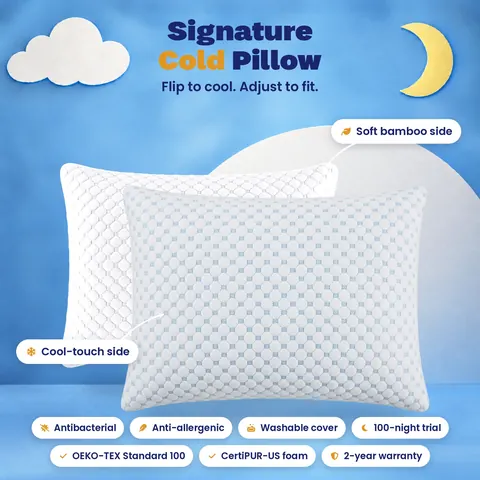 Signature
Cold Pillow
Flip to cool. Adjust to fit.
Soft bamboo side
Cool-touch side
Antibacterial
Anti-allergenic
Washable cover
100-night trial
OEKO-TEX Standard 100
CertiPUR-US foam
2-year warranty